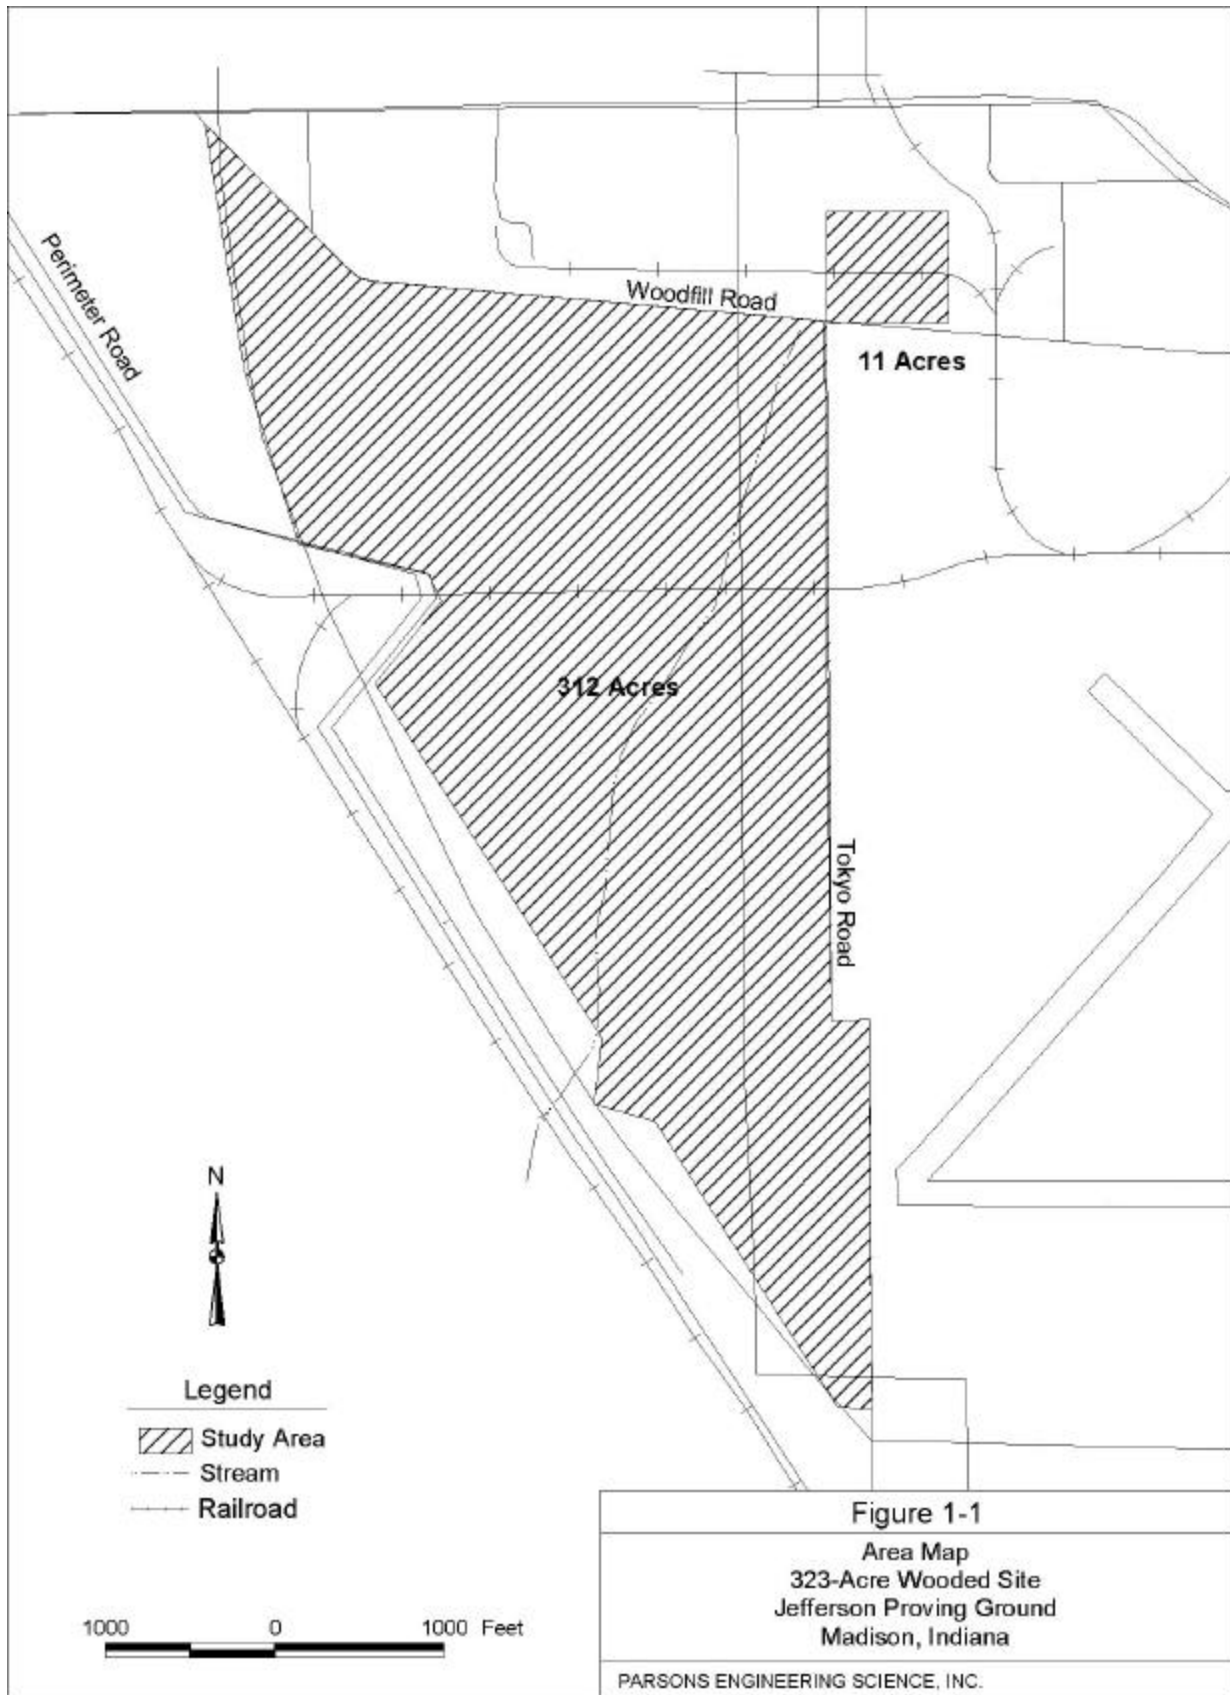 Perimeter Road
Woodfill Road
11 Acres
312 Acres
Tokyo Road
N
Legend
Study Area
Stream
Railroad
1000 0 1000 Feet
Figure 1-1
Area Map
323-Acre Wooded Site
Jefferson Proving Ground
Madison, Indiana
PARSONS ENGINEERING SCIENCE, INC.